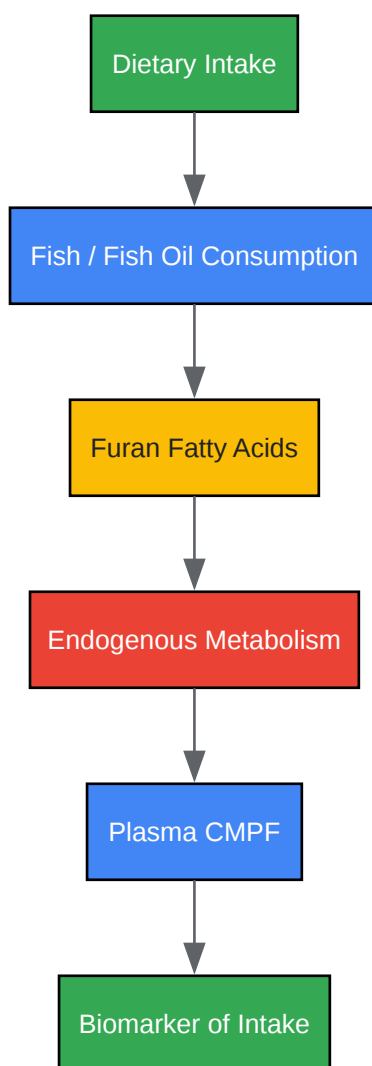 Dietary Intake
Fish / Fish Oil Consumption
Furan Fatty Acids
Endogenous Metabolism
Plasma CMPF
Biomarker of Intake